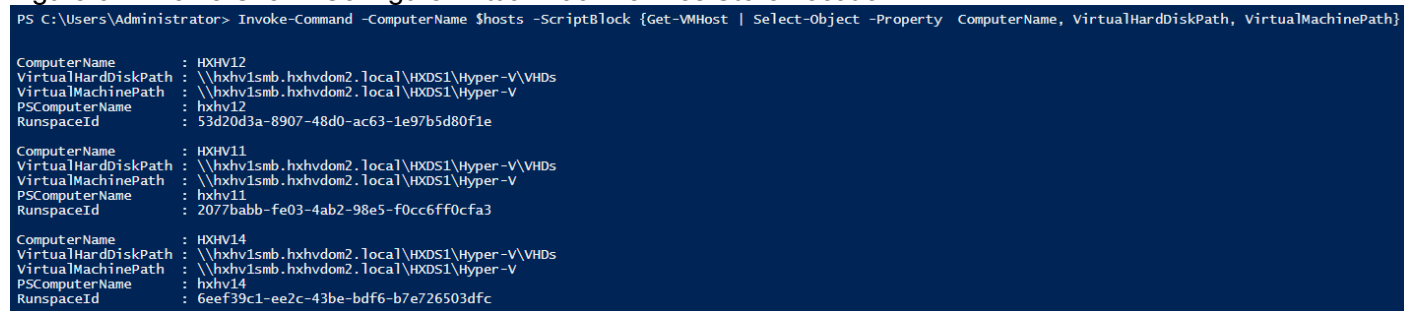 PS C:\Users\Administrator> Invoke-Command -ComputerName $hosts -ScriptBlock {Get-VMHost | Select-Object -Property  ComputerName, VirtualHardDiskPath, VirtualMachinePath}
ComputerName        : HXHV12
VirtualHardDiskPath : \\hxhv1smb.hxhvdom2.local\HXDS1\Hyper-V\VHDs
VirtualMachinePath  : \\hxhv1smb.hxhvdom2.local\HXDS1\Hyper-V
PSComputerName      : hxhv12
RunspaceId          : 53d20d3a-8907-48d0-ac63-1e97b5d80f1e
ComputerName        : HXHV11
VirtualHardDiskPath : \\hxhv1smb.hxhvdom2.local\HXDS1\Hyper-V\VHDs
VirtualMachinePath  : \\hxhv1smb.hxhvdom2.local\HXDS1\Hyper-V
PSComputerName      : hxhv11
RunspaceId          : 2077babb-fe03-4ab2-98e5-f0cc6ff0cfa3
ComputerName        : HXHV14
VirtualHardDiskPath : \\hxhv1smb.hxhvdom2.local\HXDS1\Hyper-V\VHDs
VirtualMachinePath  : \\hxhv1smb.hxhvdom2.local\HXDS1\Hyper-V
PSComputerName      : hxhv14
RunspaceId          : 6eef39c1-ee2c-43be-bdf6-b7e726503dfc